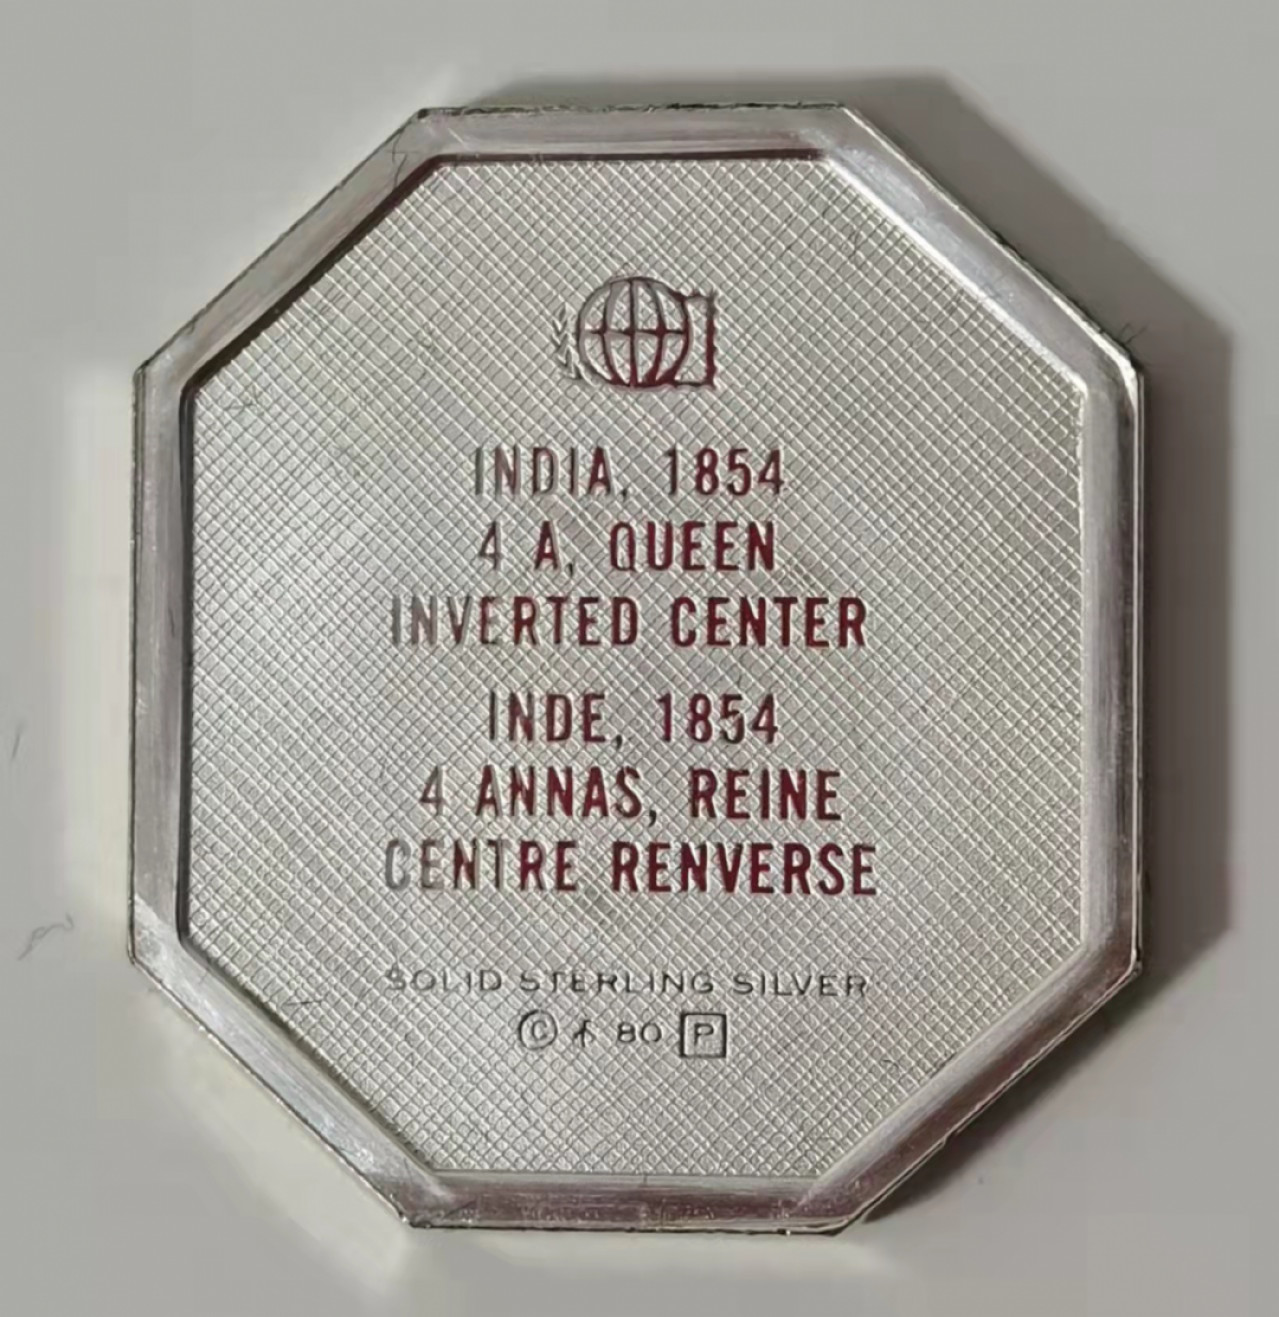 INDIA, 1854
4 A, QUEEN
INVERTED CENTER
INDE, 1854
4 ANNAS, REINE
CENTRE RENVERSE
SOLID STERLING SILVER
© 80 P